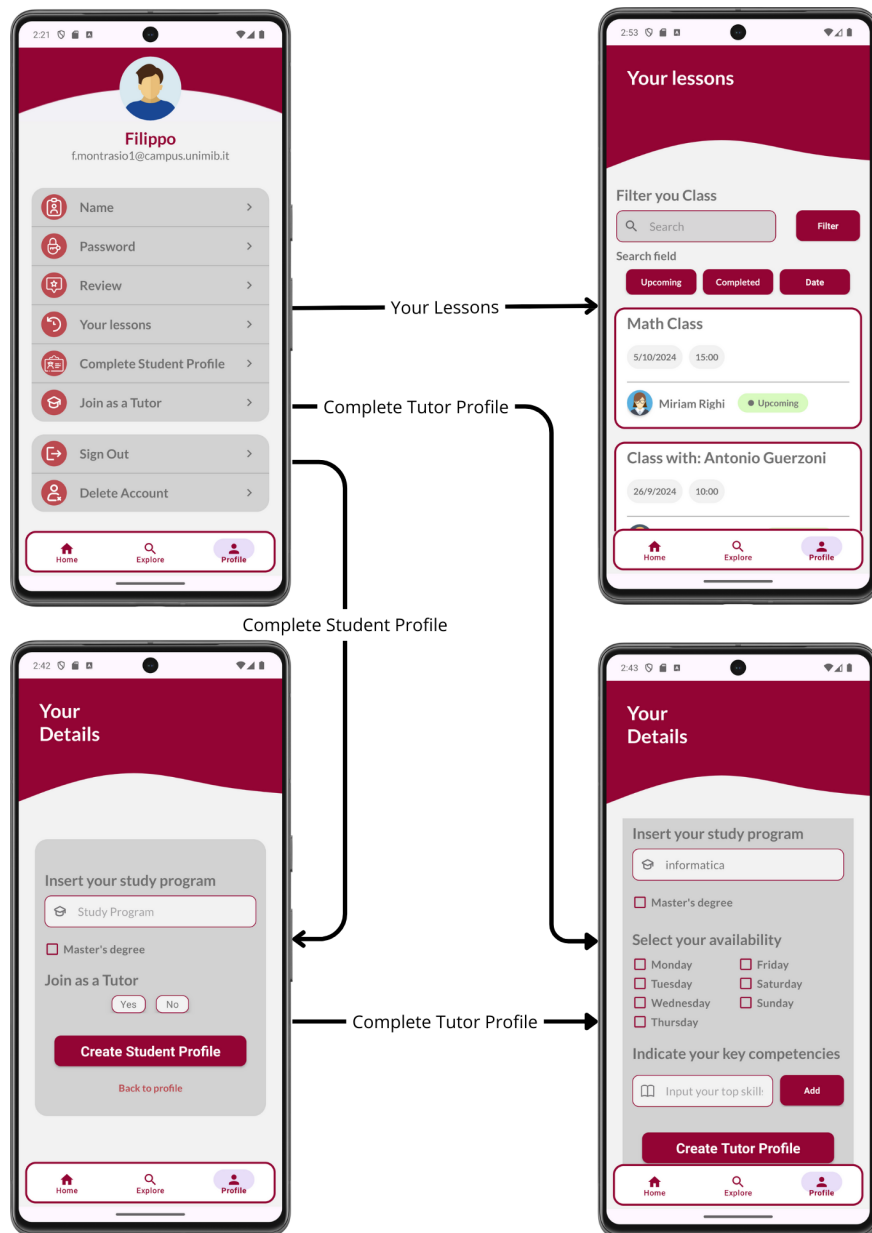 2:21
Filippo
f.montrasio1@campus.unimib.it
Name
Password
Review
Your lessons
Complete Student Profile
Join as a Tutor
Sign Out
Delete Account
Home Explore Profile
Your Lessons
Complete Tutor Profile
Complete Student Profile
2:53
Your lessons
Filter you Class
Search
Filter
Search field
Upcoming Completed Date
Math Class
5/10/2024 15:00
Miriam Righi Upcoming
Class with: Antonio Guerzoni
26/9/2024 10:00
Home Explore Profile
2:42
Your
Details
Insert your study program
Study Program
Master's degree
Join as a Tutor
Yes No
Create Student Profile
Back to profile
Home Explore Profile
Complete Tutor Profile
2:43
Your
Details
Insert your study program
informatica
Master's degree
Select your availability
Monday Friday
Tuesday Saturday
Wednesday Sunday
Thursday
Indicate your key competencies
Input your top skill
Add
Create Tutor Profile
Home Explore Profile